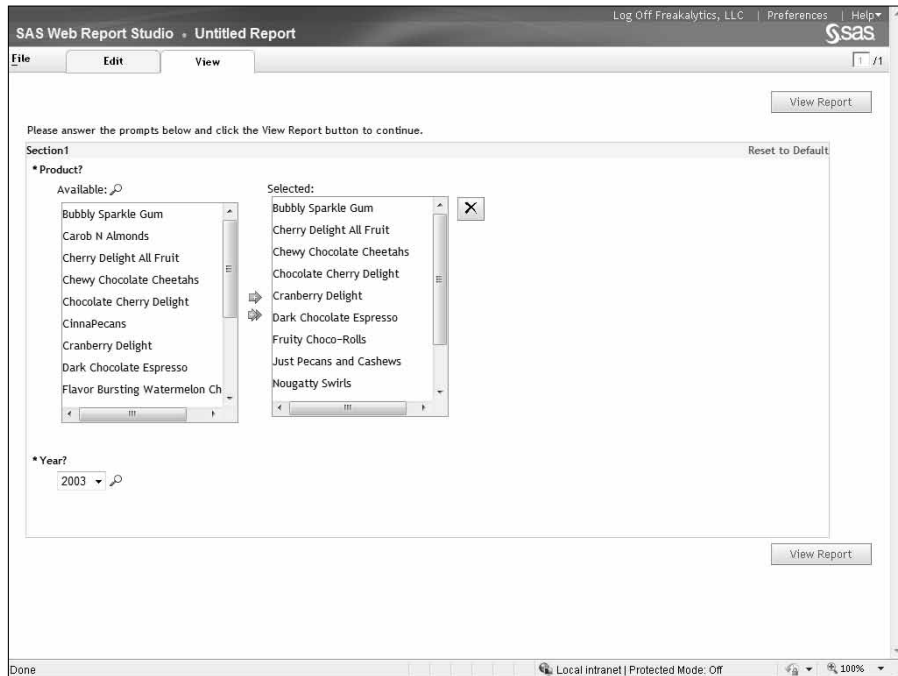 Log Off Freakalytics, LLC | Preferences | Help
SAS Web Report Studio • Untitled Report
sas
File Edit View
1 /1
View Report
Please answer the prompts below and click the View Report button to continue.
Section1 Reset to Default
* Product?
Available: Selected:
Bubbly Sparkle Gum
Carob N Almonds
Cherry Delight All Fruit
Chewy Chocolate Cheetahs
Chocolate Cherry Delight
CinnaPecans
Cranberry Delight
Dark Chocolate Espresso
Flavor Bursting Watermelon Ch
Bubbly Sparkle Gum
Cherry Delight All Fruit
Chewy Chocolate Cheetahs
Chocolate Cherry Delight
Cranberry Delight
Dark Chocolate Espresso
Fruity Choco-Rolls
Just Pecans and Cashews
Nougatty Swirls
* Year?
2003
View Report
Done Local intranet | Protected Mode: Off 100%